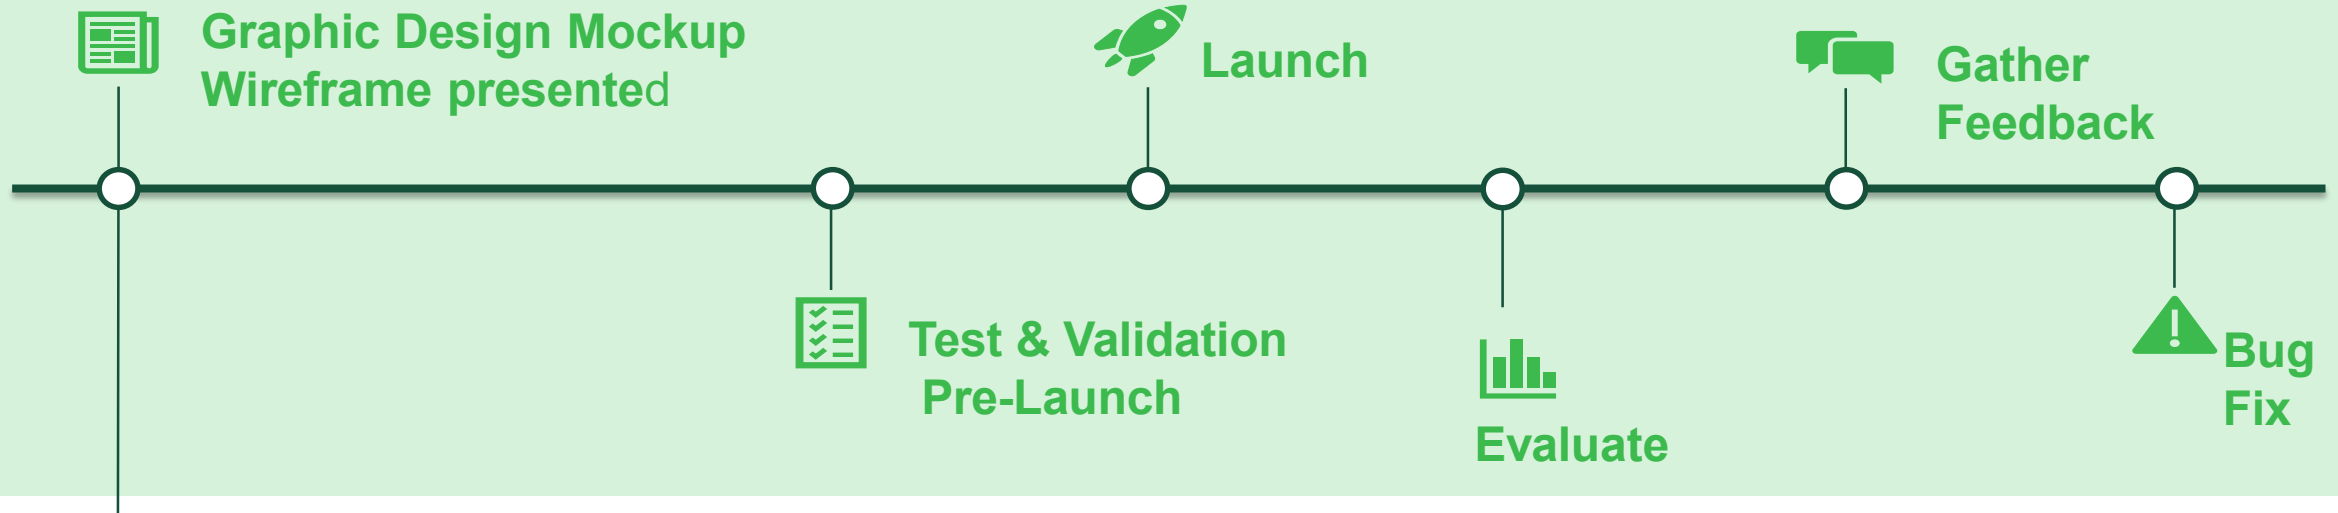 Graphic Design Mockup
Wireframe presented
Launch
Gather
Feedback
Test & Validation
Pre-Launch
Evaluate
Bug
Fix